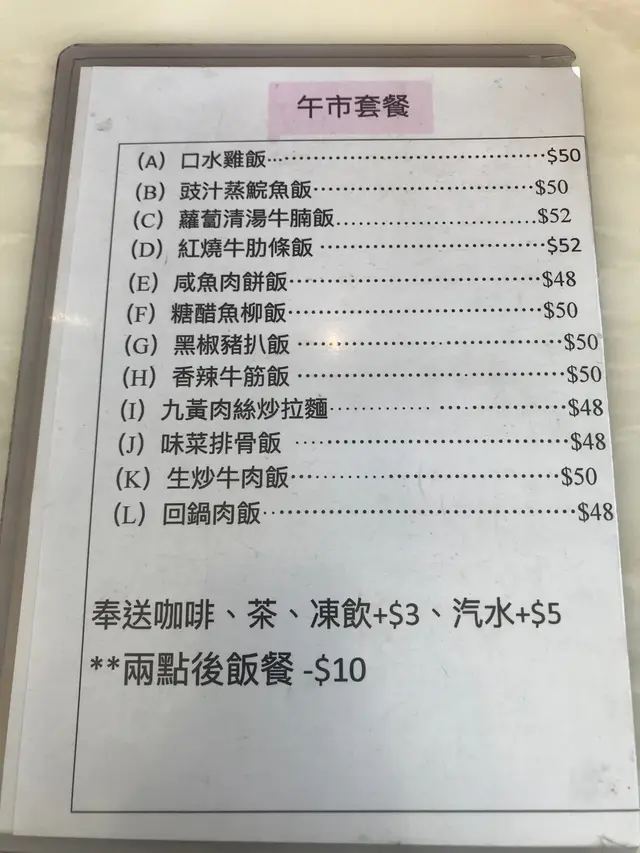 午市套餐
(A) 口水雞飯……………………………$50
(B) 豉汁蒸鯇魚飯……………………$50
(C) 蘿蔔清湯牛腩飯……………………$52
(D) 紅燒牛肋條飯……………………$52
(E) 咸魚肉餅飯………………………$48
(F) 糖醋魚柳飯………………………$50
(G) 黑椒豬扒飯………………………$50
(H) 香辣牛筋飯………………………$50
(I) 九黃肉絲炒拉麵…………………$48
(J) 味菜排骨飯………………………$48
(K) 生炒牛肉飯………………………$50
(L) 回鍋肉飯…………………………$48
奉送咖啡、茶、凍飲+$3、汽水+$5
**兩點後飯餐 -$10